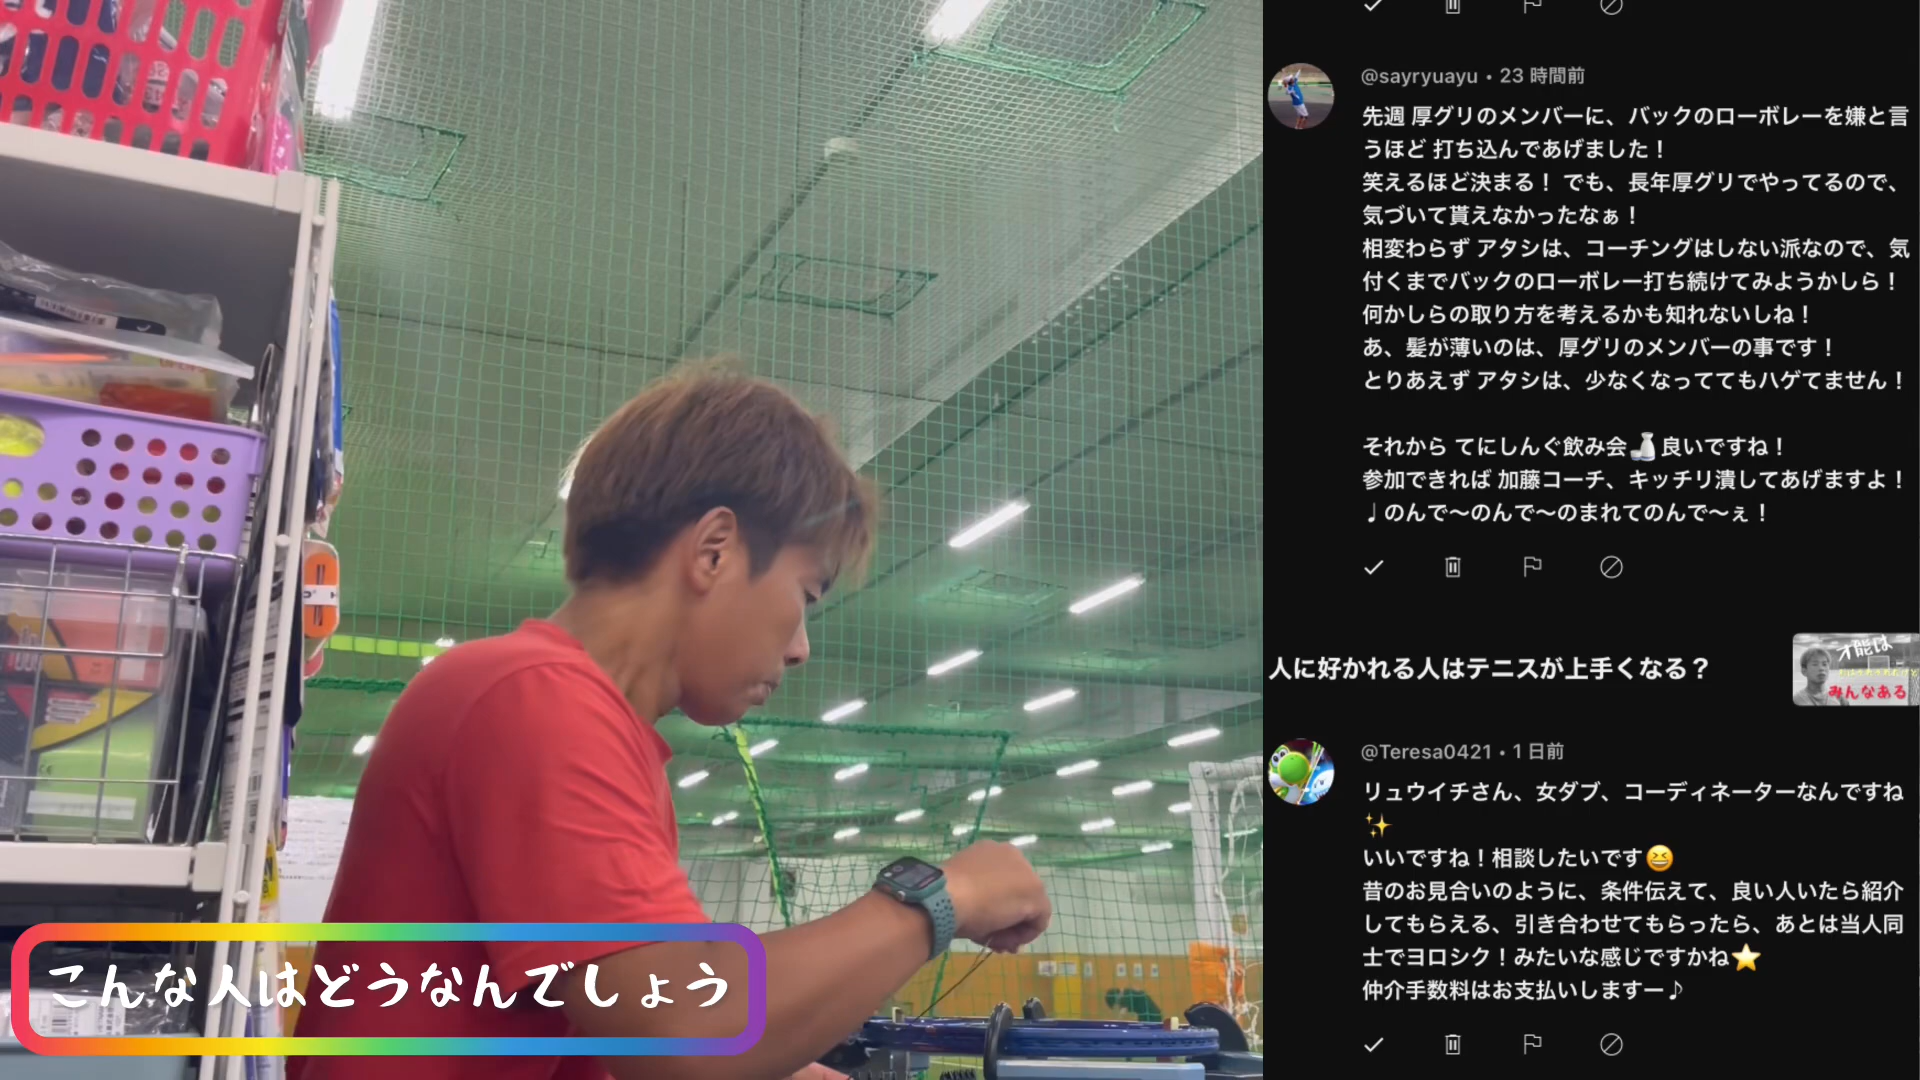 こんな人はどうなんでしょう
@sayryuayu • 23 時間前
先週 厚グリのメンバーに、バックのローボレーを嫌と言
うほど 打ち込んであげました！
笑えるほど決まる！ でも、長年厚グリでやってるので、
気づいて貰えなかったなぁ！
相変わらず アタシは、コーチングはしない派なので、気
付くまでバックのローボレー打ち続けてみようかしら！
何かしらの取り方を考えるかも知れないしね！
あ、髪が薄いのは、厚グリのメンバーの事です！
とりあえず アタシは、少なくなっててもハゲてません！
それから てにしんぐ飲み会🍶良いですね！
参加できれば 加藤コーチ、キッチリ潰してあげますよ！
♩のんで〜のんで〜のまれてのんで〜ぇ！
人に好かれる人はテニスが上手くなる？
才能は
みんなある
@Teresa0421 • 1 日前
リュウイチさん、女ダブ、コーディネーターなんですね
✨
いいですね！相談したいです😆
昔のお見合いのように、条件伝えて、良い人いたら紹介
してもらえる、引き合わせてもらったら、あとは当人同
士でヨロシク！みたいな感じですかね⭐
仲介手数料はお支払いしますー♪